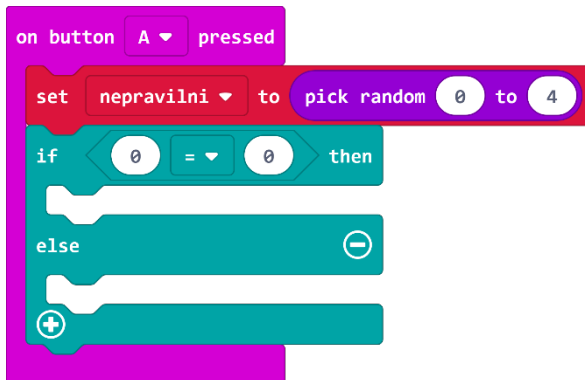 on button A pressed
set nepravilni to pick random 0 to 4
if 0 = 0 then
else